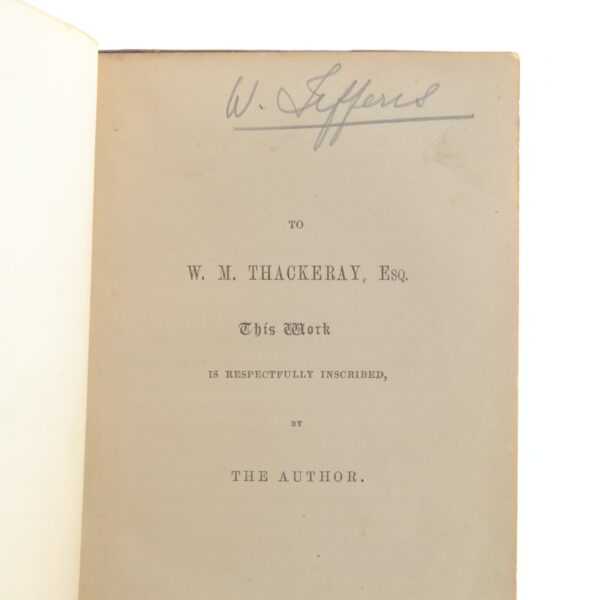 W. Jefferis
TO
W. M. THACKERAY, ESQ.
This Work
IS RESPECTFULLY INSCRIBED,
BY
THE AUTHOR.